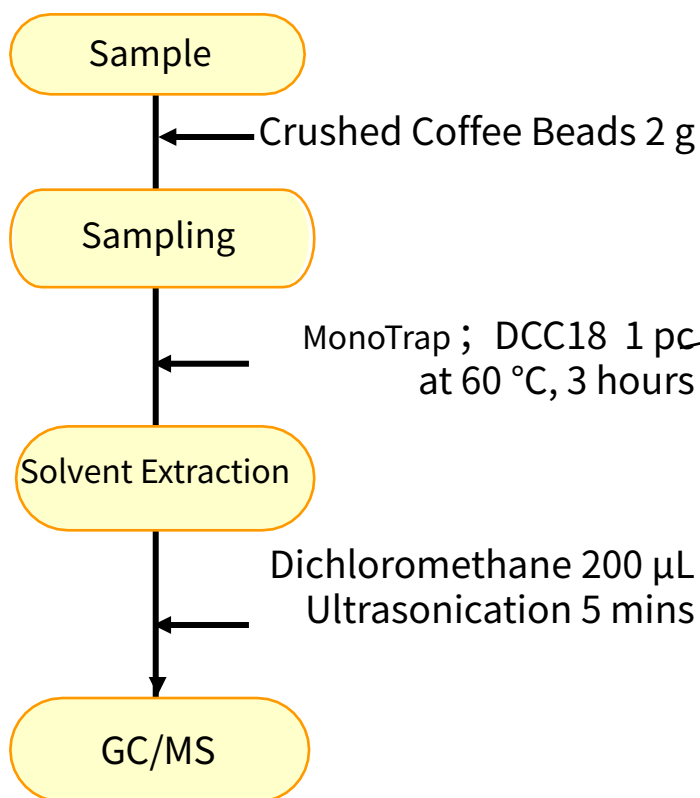 Sample
Crushed Coffee Beads 2 g
Sampling
MonoTrap ; DCC18 1 pc
at 60 °C, 3 hours
Solvent Extraction
Dichloromethane 200 µL
Ultrasonication 5 mins
GC/MS